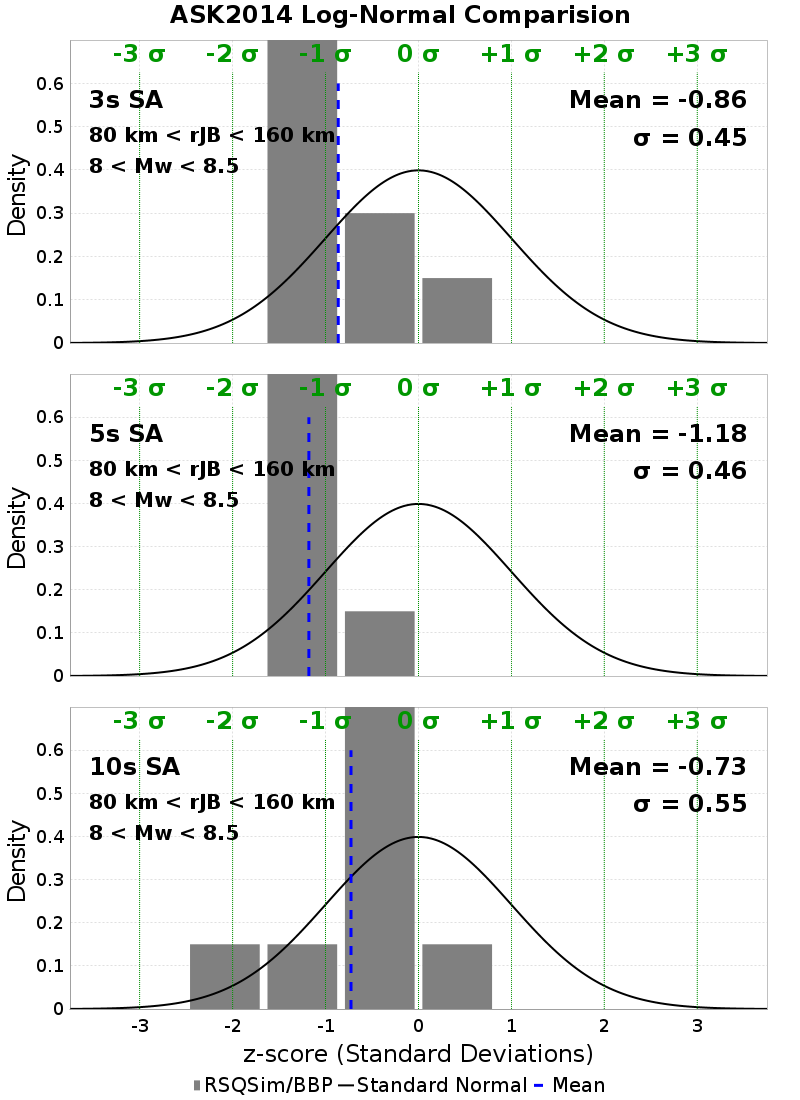 ASK2014 Log-Normal Comparision
-3 σ -2 σ -1 σ 0 σ +1 σ +2 σ +3 σ
0.6
3s SA Mean = -0.86
0.5
80 km < rJB < 160 km σ = 0.45
8 < Mw < 8.5
0.4
Density
0.3
0.2
0.1
0
-3 σ -2 σ -1 σ 0 σ +1 σ +2 σ +3 σ
0.6
5s SA Mean = -1.18
0.5
80 km < rJB < 160 km σ = 0.46
8 < Mw < 8.5
0.4
Density
0.3
0.2
0.1
0
-3 σ -2 σ -1 σ 0 σ +1 σ +2 σ +3 σ
0.6
10s SA Mean = -0.73
0.5
80 km < rJB < 160 km σ = 0.55
8 < Mw < 8.5
0.4
Density
0.3
0.2
0.1
0
-3 -2 -1 0 1 2 3
z-score (Standard Deviations)
RSQSim/BBP Standard Normal Mean